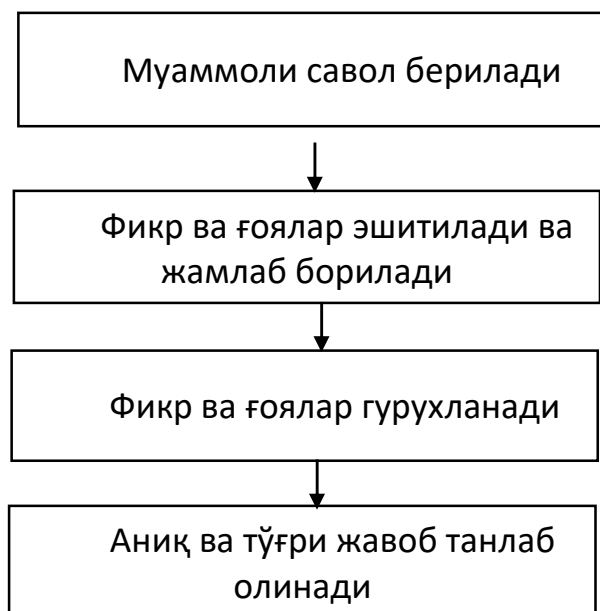 Муаммоли савол берилади
Фикр ва ғоялар эшитилади ва
жамлаб борилади
Фикр ва ғоялар гурухланади
Аниқ ва тўғри жавоб танлаб
олинади